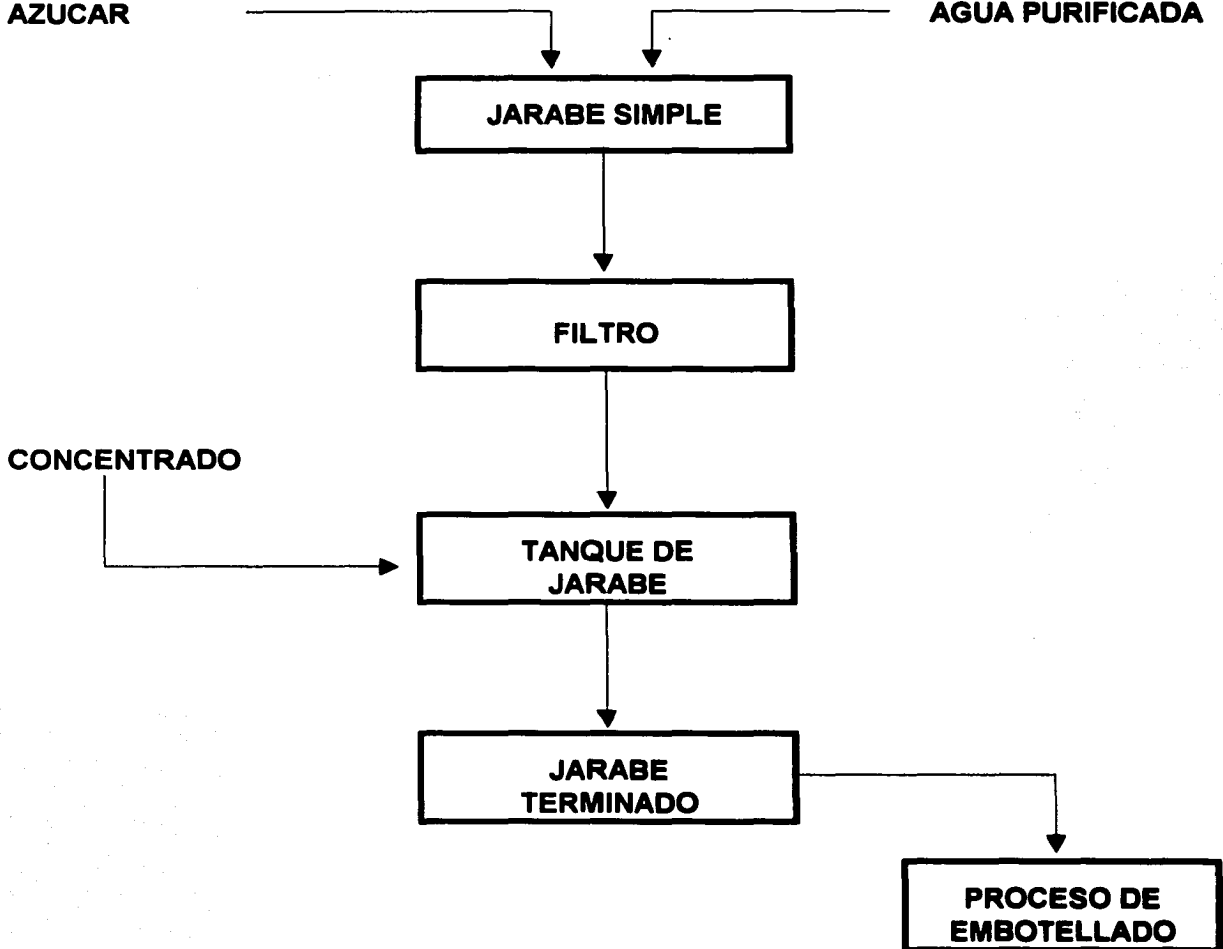 AZUCAR
AGUA PURIFICADA
JARABE SIMPLE
FILTRO
CONCENTRADO
TANQUE DE
JARABE
JARABE
TERMINADO
PROCESO DE
EMBOTELLADO